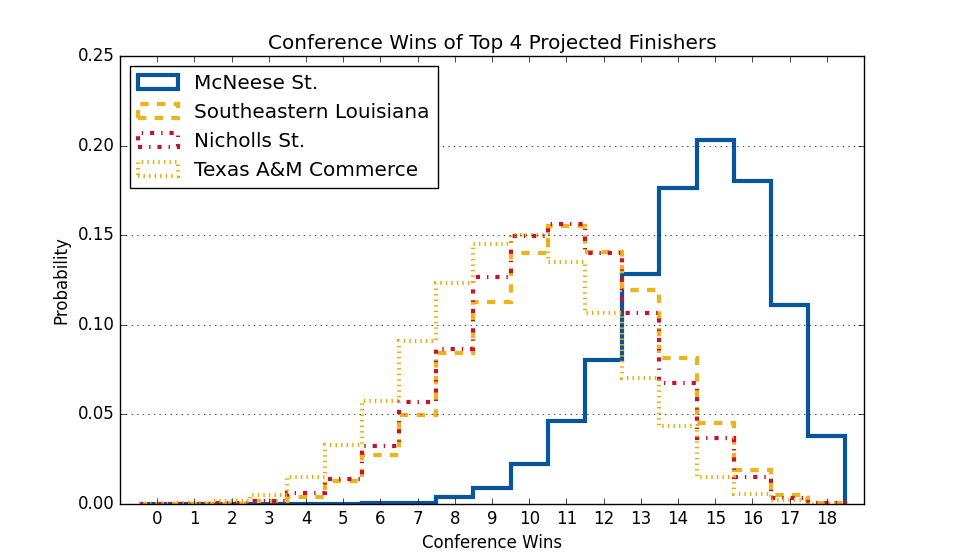 Conference Wins of Top 4 Projected Finishers
0.25
0.20
0.15
0.10
0.05
0.00
Probability
McNeese St.
Southeastern Louisiana
Nicholls St.
Texas A&M Commerce
0 1 2 3 4 5 6 7 8 9 10 11 12 13 14 15 16 17 18
Conference Wins